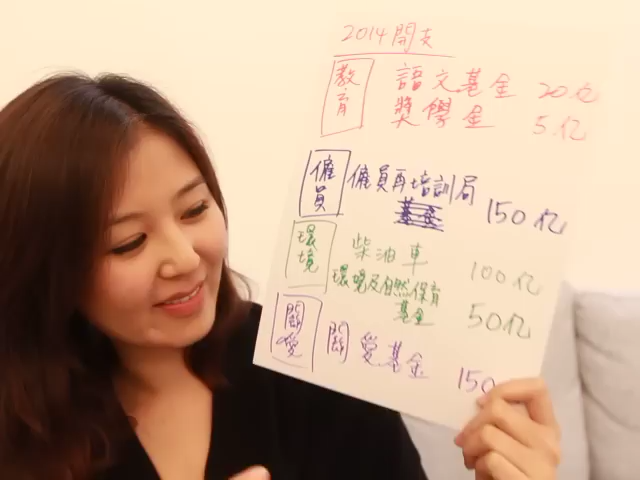 2014開支
教育
語文基金 20亿
獎學金 5亿
僱員
僱員再培訓局 150亿
環境
柴油車 100亿
環境及自然保育
基金 50亿
關愛
關愛基金 150